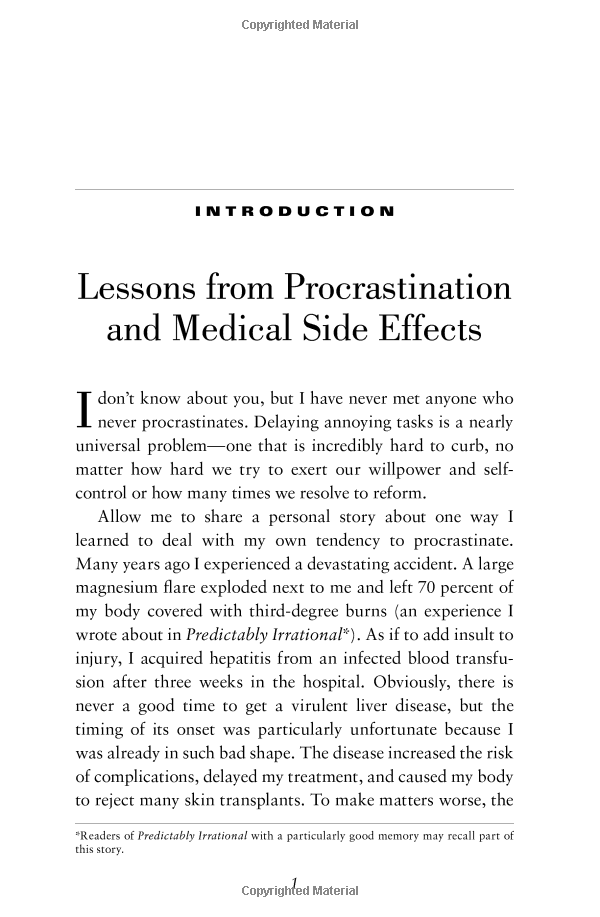 Copyrighted Material
INTRODUCTION
Lessons from Procrastination
and Medical Side Effects
I don’t know about you, but I have never met anyone who
never procrastinates. Delaying annoying tasks is a nearly
universal problem—one that is incredibly hard to curb, no
matter how hard we try to exert our willpower and self-
control or how many times we resolve to reform.
Allow me to share a personal story about one way I
learned to deal with my own tendency to procrastinate.
Many years ago I experienced a devastating accident. A large
magnesium flare exploded next to me and left 70 percent of
my body covered with third-degree burns (an experience I
wrote about in Predictably Irrational*). As if to add insult to
injury, I acquired hepatitis from an infected blood transfu-
sion after three weeks in the hospital. Obviously, there is
never a good time to get a virulent liver disease, but the
timing of its onset was particularly unfortunate because I
was already in such bad shape. The disease increased the risk
of complications, delayed my treatment, and caused my body
to reject many skin transplants. To make matters worse, the
*Readers of Predictably Irrational with a particularly good memory may recall part of
this story.
1
Copyrighted Material